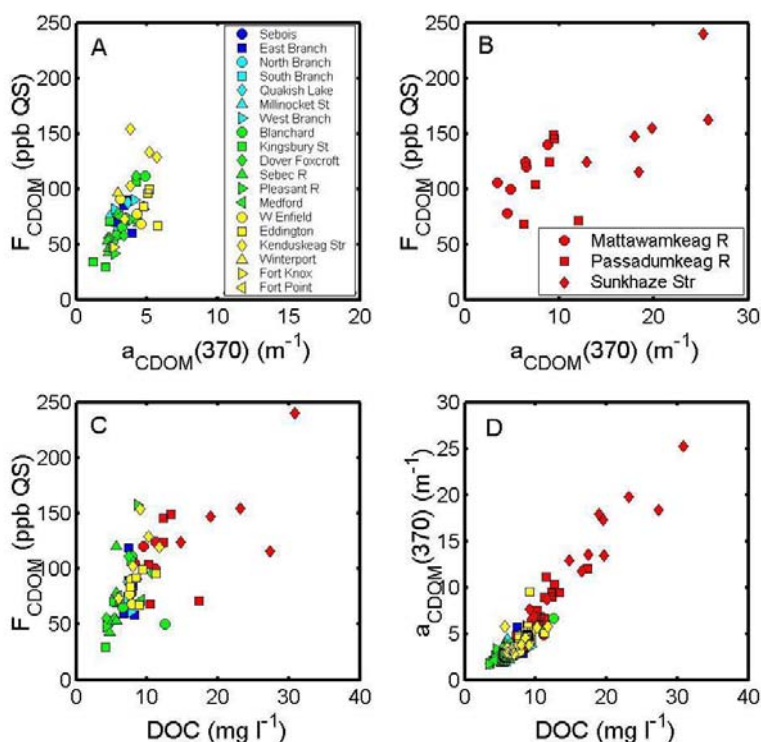 A
F_CDOM (ppb QS)
250
200
150
100
50
0
0 5 10 15 20
a_CDOM(370) (m⁻¹)
Sebois
East Branch
North Branch
South Branch
Quakish Lake
Millinocket St
West Branch
Blanchard
Kingsbury St
Dover Foxcroft
Sebec R
Pleasant R
Medford
W Enfield
Eddington
Kenduskeag Str
Winterport
Fort Knox
Fort Point
B
F_CDOM (ppb QS)
250
200
150
100
50
0
0 10 20 30
a_CDOM(370) (m⁻¹)
Mattawamkeag R
Passadumkeag R
Sunkhaze Str
C
F_CDOM (ppb QS)
250
200
150
100
50
0
0 10 20 30 40
DOC (mg l⁻¹)
D
a_CDOM(370) (m⁻¹)
30
25
20
15
10
5
0
0 10 20 30 40
DOC (mg l⁻¹)